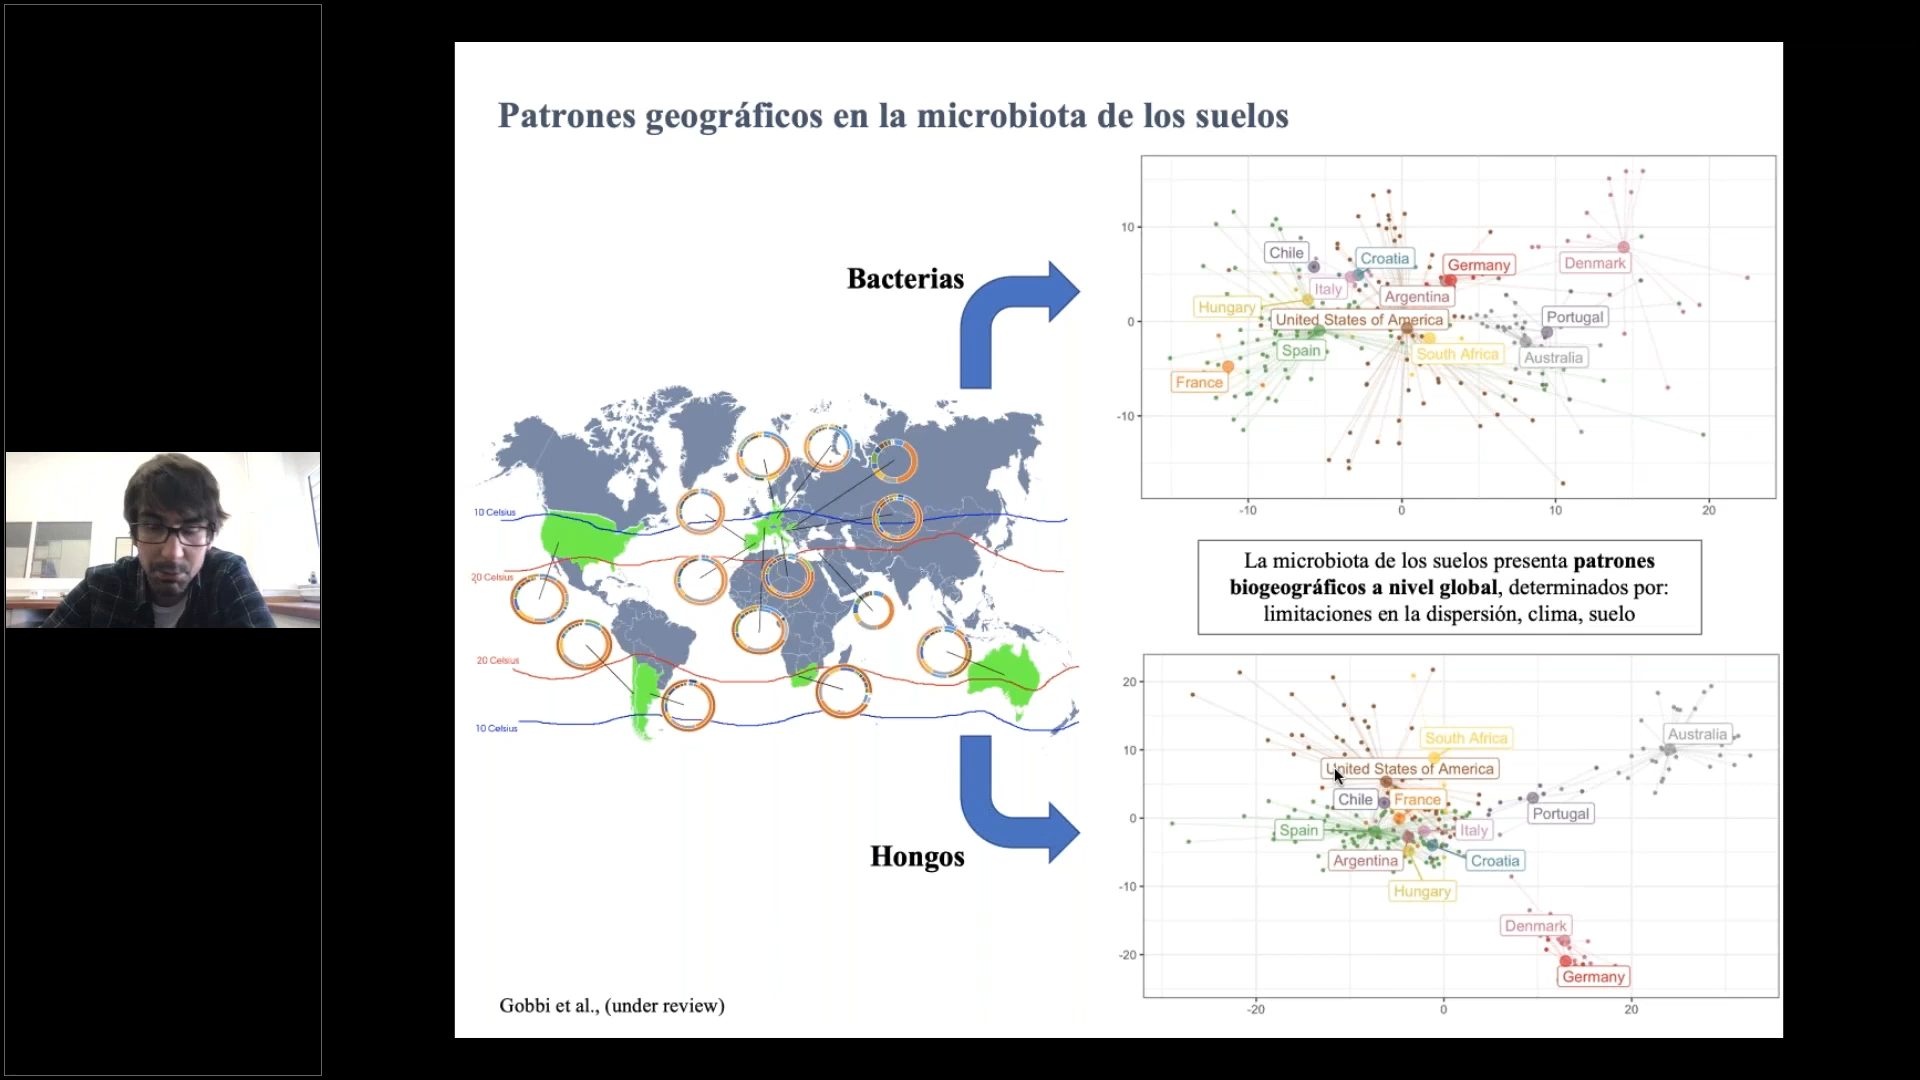 Patrones geográficos en la microbiota de los suelos
Bacterias
10 Celsius
20 Celsius
20 Celsius
10 Celsius
Hongos
Gobbi et al., (under review)
10
0
-10
-10
0
10
20
Chile
Croatia
Germany
Denmark
Italy
Argentina
Hungary
United States of America
Portugal
Spain
South Africa
Australia
France
La microbiota de los suelos presenta patrones
biogeográficos a nivel global, determinados por:
limitaciones en la dispersión, clima, suelo
20
10
0
-10
-20
-20
0
20
South Africa
Australia
United States of America
Chile
France
Portugal
Spain
Italy
Argentina
Croatia
Hungary
Denmark
Germany